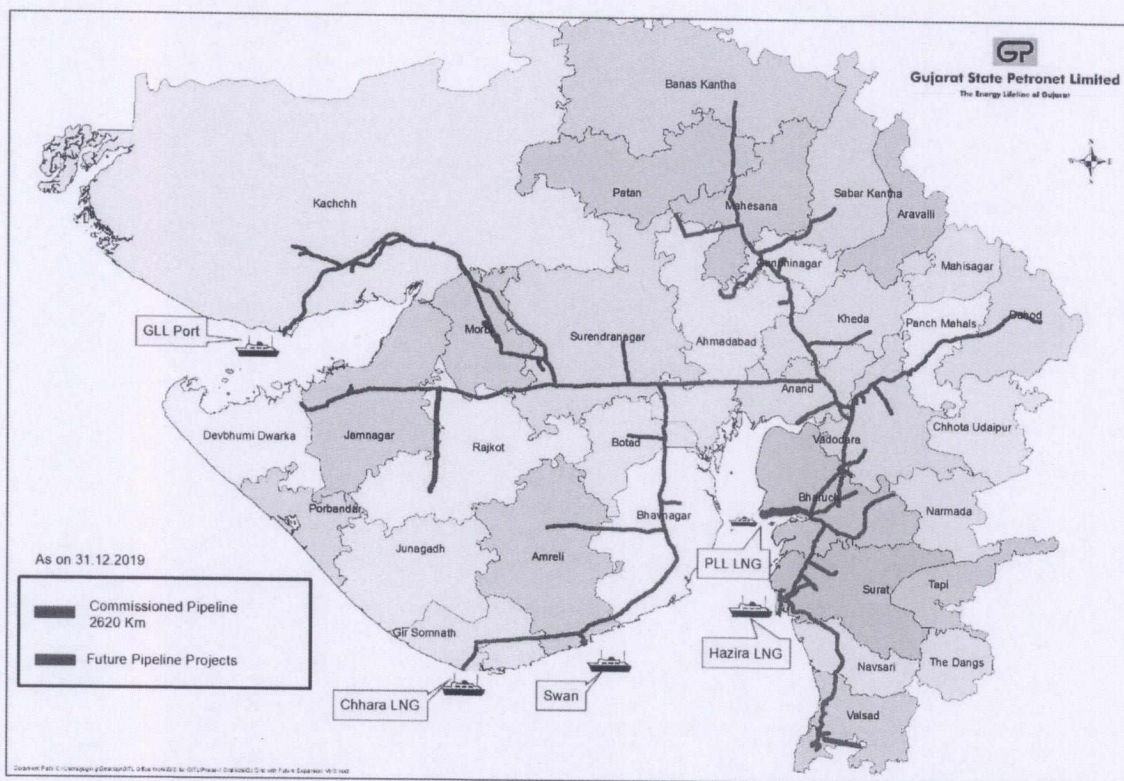 GP
Gujarat State Petronet Limited
The Energy Lifeline of Gujarat
Banas Kantha
Patan
Mahesana
Sabar Kantha
Aravalli
Kachchh
Gandhinagar
Mahisagar
GLL Port
Morbi
Surendranagar
Ahmadabad
Kheda
Panch Mahals
Dahod
Anand
Devbhumi Dwarka
Jamnagar
Rajkot
Botad
Vadodara
Chhota Udaipur
Porbandar
Bharuch
Narmada
Junagadh
Bhavnagar
Amreli
As on 31.12.2019
PLL LNG
Surat
Tapi
Commissioned Pipeline
2620 Km
Future Pipeline Projects
Gir Somnath
Hazira LNG
Navsari
The Dangs
Chhara LNG
Swan
Valsad